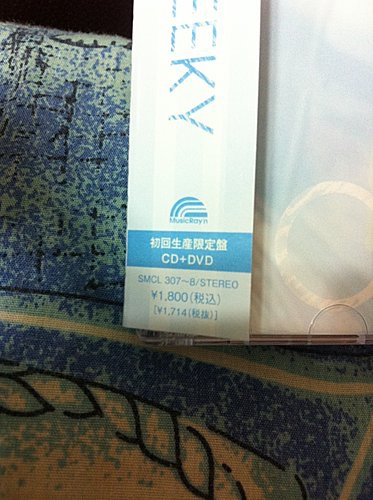 EEKY
MusicRay'n
初回生産限定盤
CD+DVD
SMCL 307~8/STEREO
¥1,800(税込)
[¥1,714(税抜)]